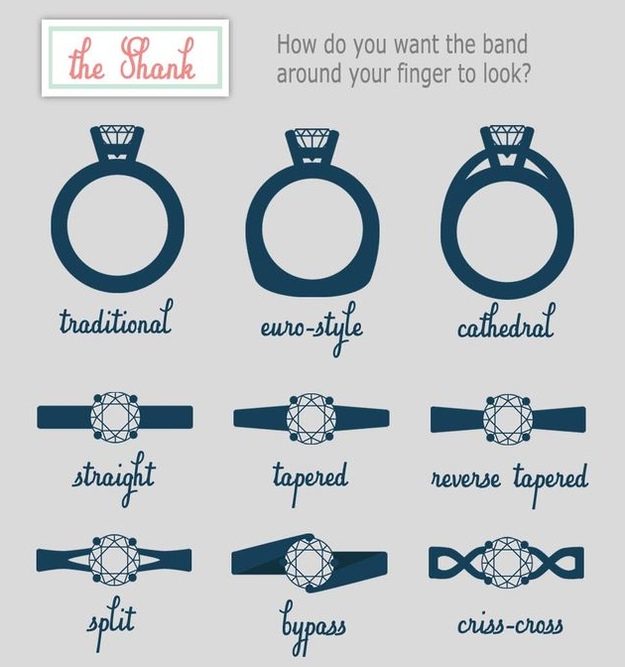 the Shank
How do you want the band
around your finger to look?
traditional
euro-style
cathedral
straight
tapered
reverse tapered
split
bypass
criss-cross